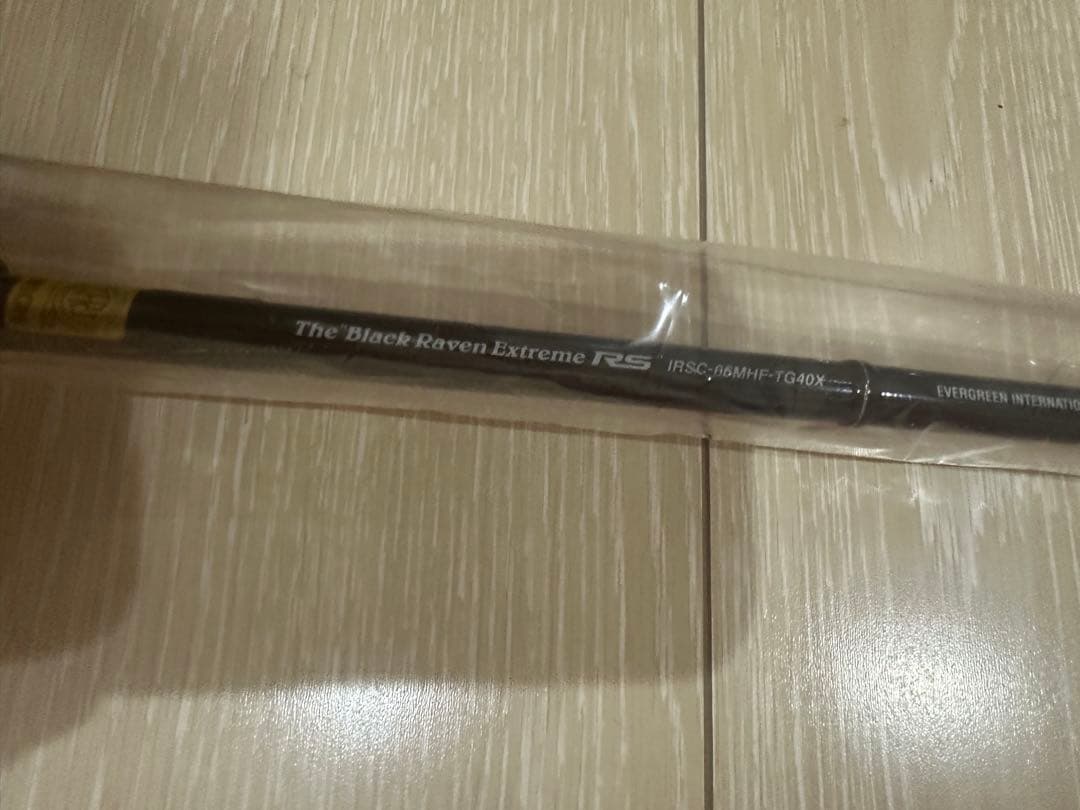 The "Black Raven Extreme RS IRSC-66MHF-TG40X EVERGREEN INTERNATIO